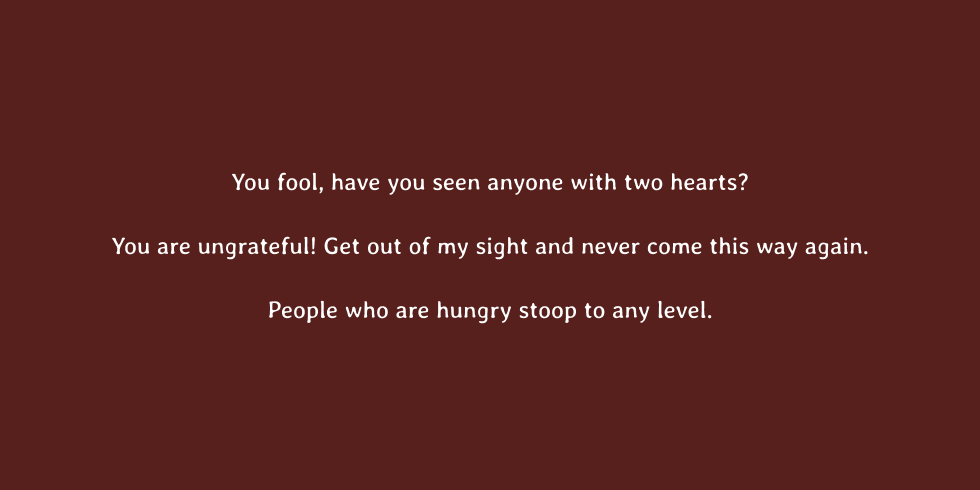 You fool, have you seen anyone with two hearts?
You are ungrateful! Get out of my sight and never come this way again.
People who are hungry stoop to any level.